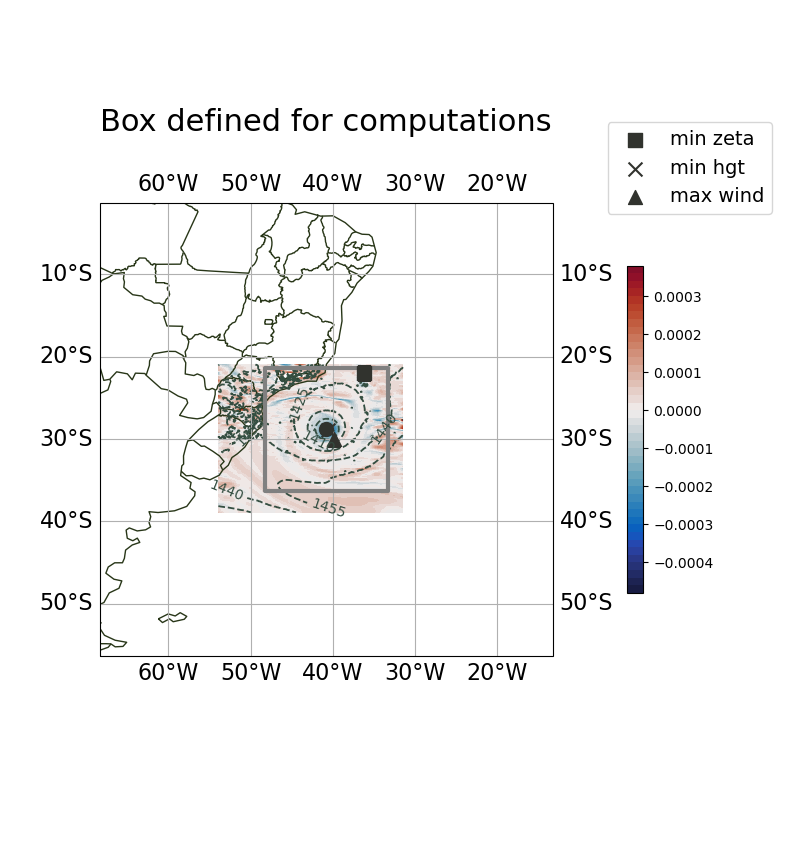 Box defined for computations
min zeta
min hgt
max wind
60°W 50°W 40°W 30°W 20°W
10°S 10°S
20°S 20°S
30°S 30°S
40°S 40°S
50°S 50°S
60°W 50°W 40°W 30°W 20°W
1425
1440
1440
1455
0.0003
0.0002
0.0001
0.0000
−0.0001
−0.0002
−0.0003
−0.0004